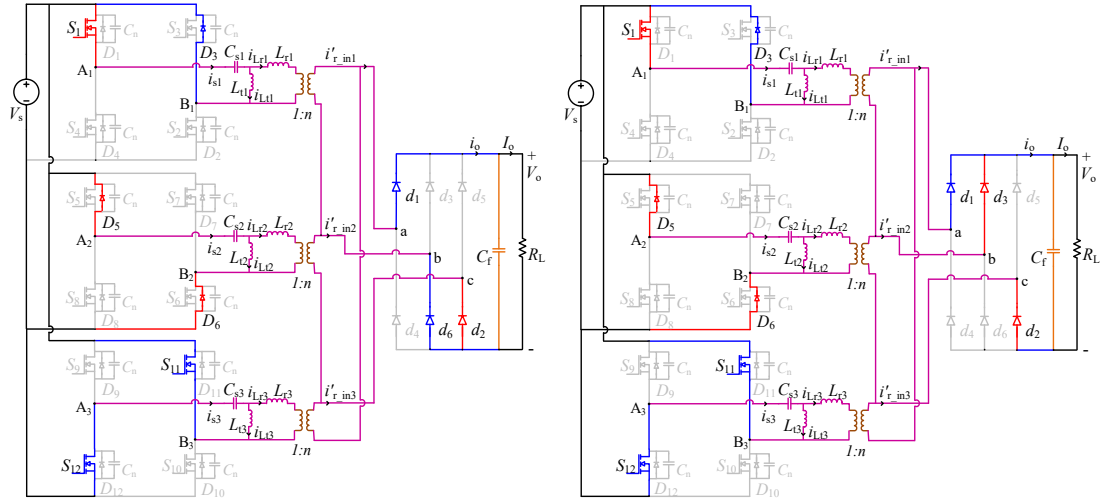 S1 S3 Cn Cn
D1 D3 Cs1 iLr1 Lr1 i'r_in1
A1 is1 Lt1 iLt1
Vs B1 1:n
S4 S2 Cn Cn
D4 D2 io Io +
Vo
S5 S7 Cn Cn d1 d3 d5
D5 D7 Cs2 iLr2 Lr2 i'r_in2 a
A2 is2 Lt2 iLt2 b Cf RL
B2 1:n c
S8 S6 Cn Cn
D8 D6 d4 d6 d2
-
S9 S11 Cn Cn
D9 D11 Cs3 iLr3 Lr3 i'r_in3
A3 is3 Lt3 iLt3
B3 1:n
S12 S10 Cn Cn
D12 D10
S1 S3 Cn Cn
D1 D3 Cs1 iLr1 Lr1 i'r_in1
A1 is1 Lt1 iLt1
Vs B1 1:n
S4 S2 Cn Cn
D4 D2 io Io +
Vo
S5 S7 Cn Cn d1 d3 d5
D5 D7 Cs2 iLr2 Lr2 i'r_in2 a
A2 is2 Lt2 iLt2 b Cf RL
B2 1:n c
S8 S6 Cn Cn
D8 D6 d4 d6 d2
-
S9 S11 Cn Cn
D9 D11 Cs3 iLr3 Lr3 i'r_in3
A3 is3 Lt3 iLt3
B3 1:n
S12 S10 Cn Cn
D12 D10